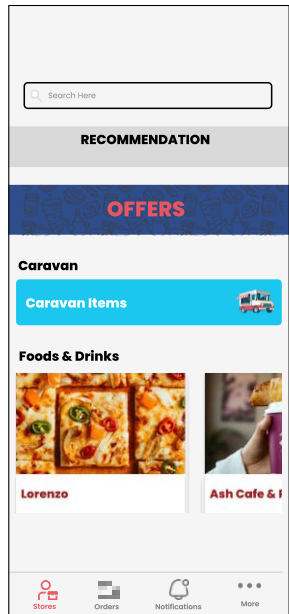 Search Here
RECOMMENDATION
OFFERS
Caravan
Caravan Items
Foods & Drinks
Lorenzo
Ash Cafe &
Stores
Orders
Notifications
More